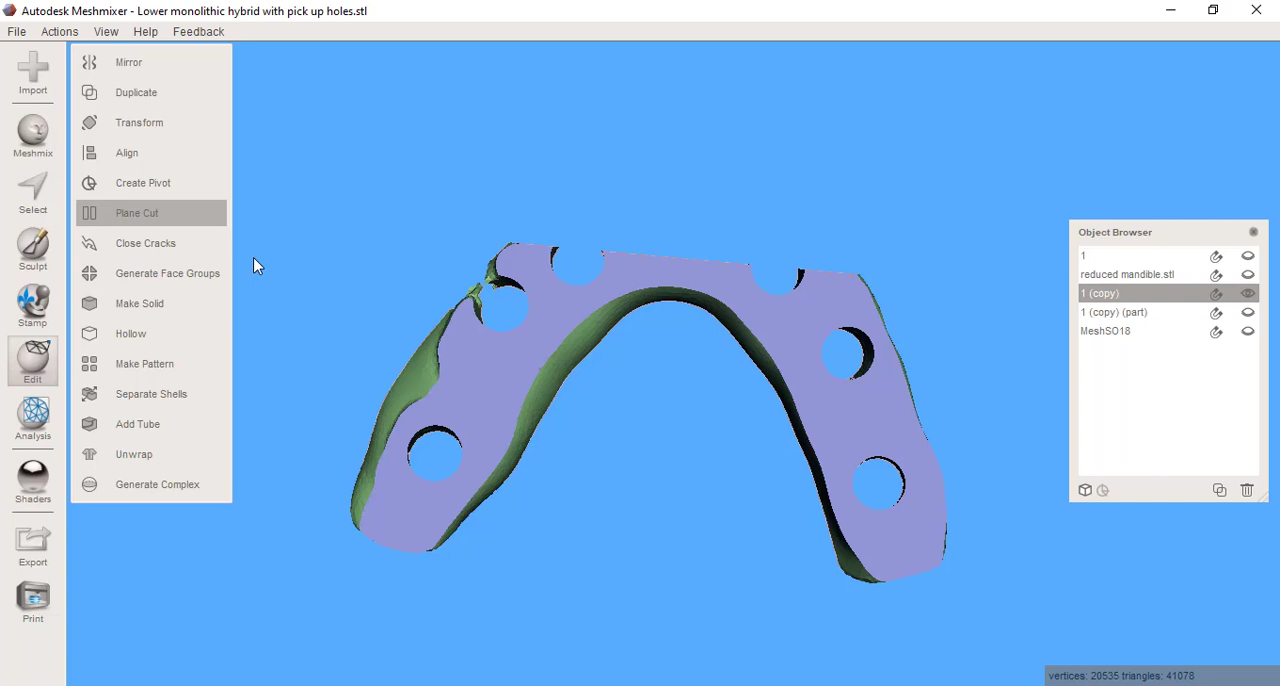 Autodesk Meshmixer - Lower monolithic hybrid with pick up holes.stl
File Actions View Help Feedback
Import
Meshmix
Select
Sculpt
Stamp
Edit
Analysis
Shaders
Export
Print
Mirror
Duplicate
Transform
Align
Create Pivot
Plane Cut
Close Cracks
Generate Face Groups
Make Solid
Hollow
Make Pattern
Separate Shells
Add Tube
Unwrap
Generate Complex
Object Browser
1
reduced mandible.stl
1 (copy)
1 (copy) (part)
MeshSO18
vertices: 20535 triangles: 41078